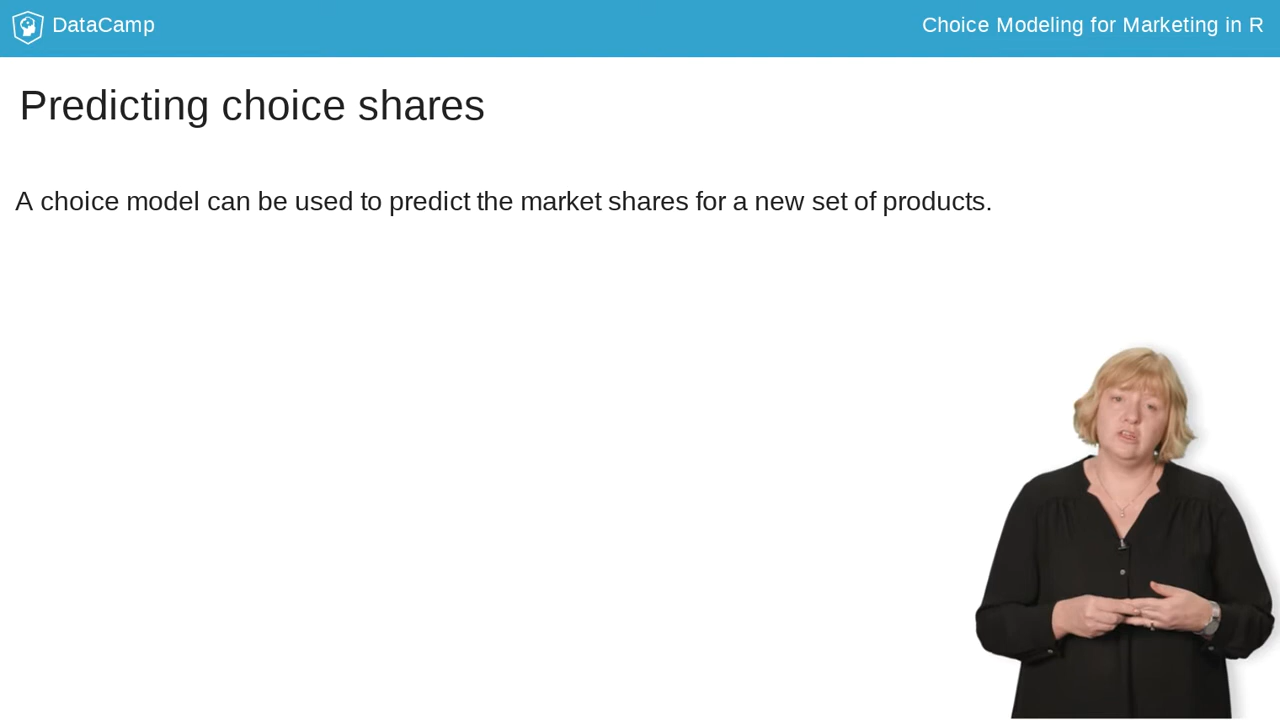 DataCamp
Choice Modeling for Marketing in R
Predicting choice shares
A choice model can be used to predict the market shares for a new set of products.